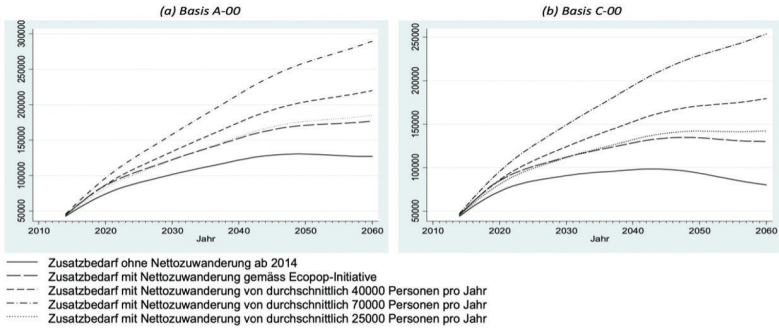 (a) Basis A-00
(b) Basis C-00
300000
250000
200000
150000
100000
50000
2010 2020 2030 2040 2050 2060
Jahr
250000
200000
150000
100000
50000
2010 2020 2030 2040 2050 2060
Jahr
Zusatzbedarf ohne Nettozuwanderung ab 2014
Zusatzbedarf mit Nettozuwanderung gemäss Ecopop-Initiative
Zusatzbedarf mit Nettozuwanderung von durchschnittlich 40000 Personen pro Jahr
Zusatzbedarf mit Nettozuwanderung von durchschnittlich 70000 Personen pro Jahr
Zusatzbedarf mit Nettozuwanderung von durchschnittlich 25000 Personen pro Jahr